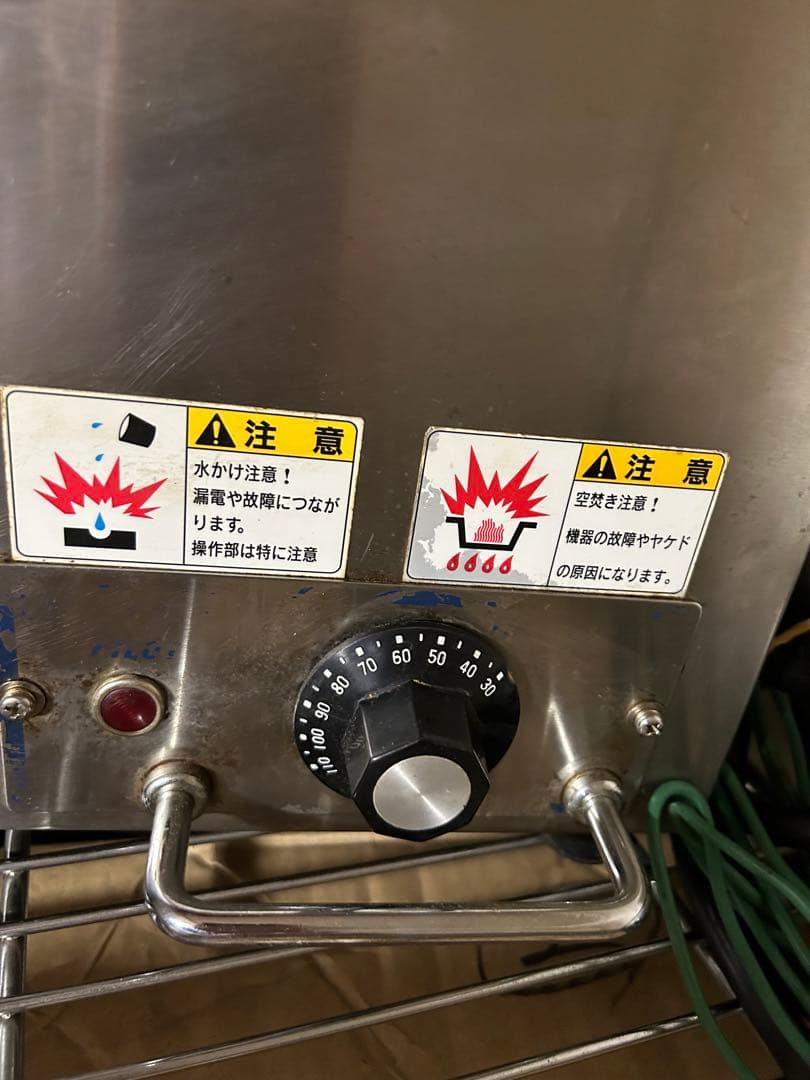 注 意
水かけ注意！
漏電や故障につなが
ります。
操作部は特に注意
注 意
空焚き注意！
機器の故障やヤケド
の原因になります。
110 100 90 80 70 60 50 40 30